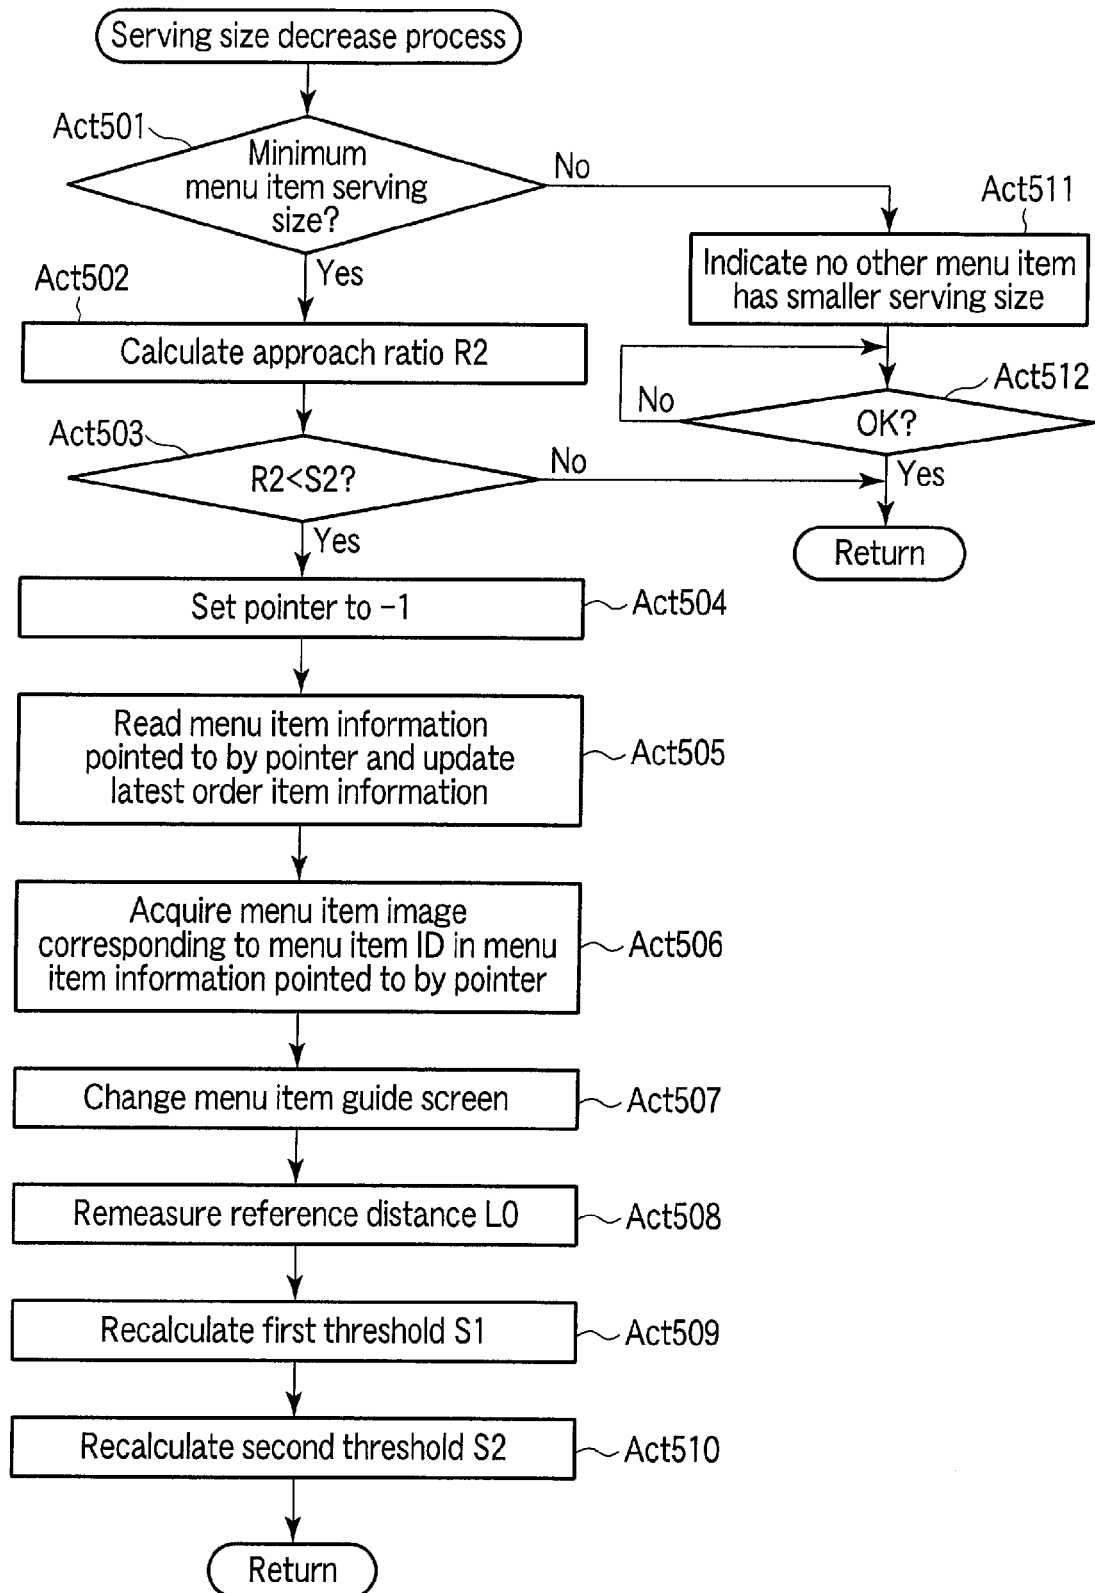 Serving size decrease process
Act501
Minimum
menu item serving
size?
No
Yes
Act511
Indicate no other menu item
has smaller serving size
Act502
Calculate approach ratio R2
Act512
No
OK?
Yes
Act503
R2<S2?
No
Yes
Return
Set pointer to -1
Act504
Read menu item information
pointed to by pointer and update
latest order item information
Act505
Acquire menu item image
corresponding to menu item ID in menu
item information pointed to by pointer
Act506
Change menu item guide screen
Act507
Remeasure reference distance L0
Act508
Recalculate first threshold S1
Act509
Recalculate second threshold S2
Act510
Return